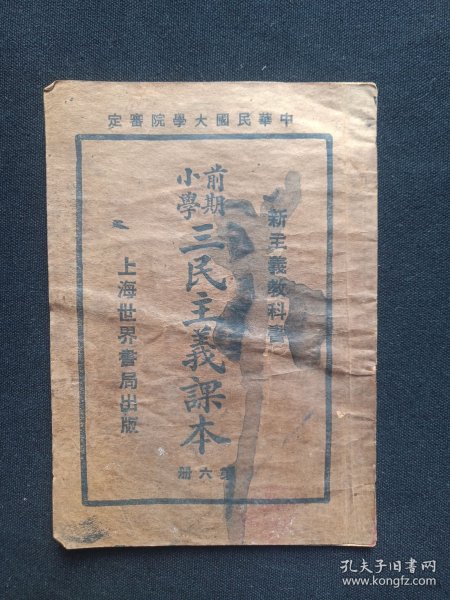 中華民國大學院審定
新主義教科書
前期小學
三民主義課本
第六冊
上海世界書局出版
孔夫子旧书网
www.kongfz.com